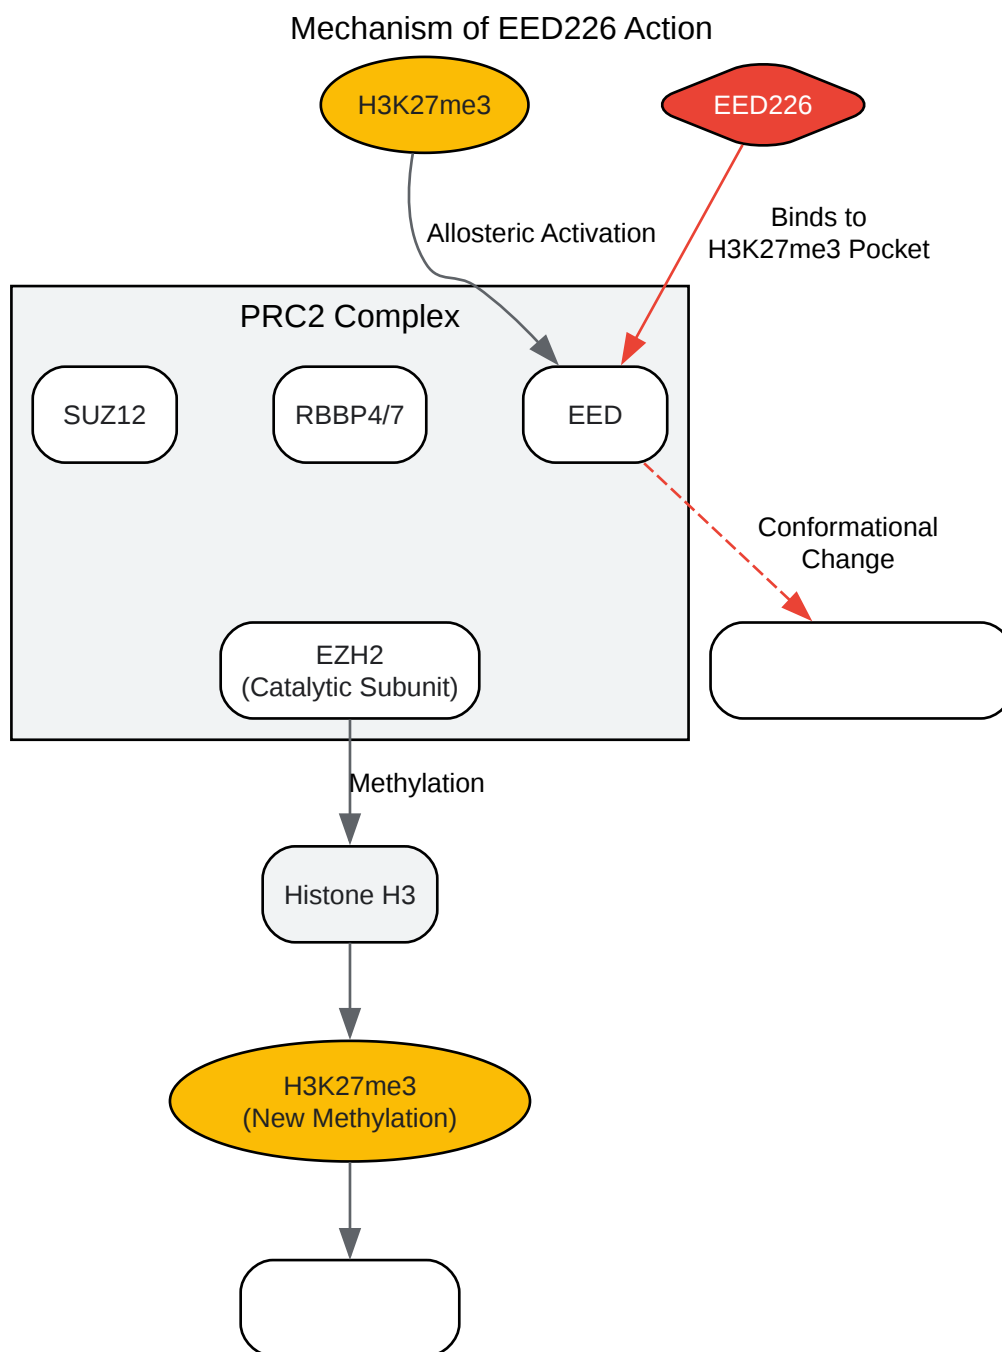 Mechanism of EED226 Action
H3K27me3
EED226
Allosteric Activation
Binds to
H3K27me3 Pocket
PRC2 Complex
SUZ12
RBBP4/7
EED
Conformational
Change
EZH2
(Catalytic Subunit)
Methylation
Histone H3
H3K27me3
(New Methylation)